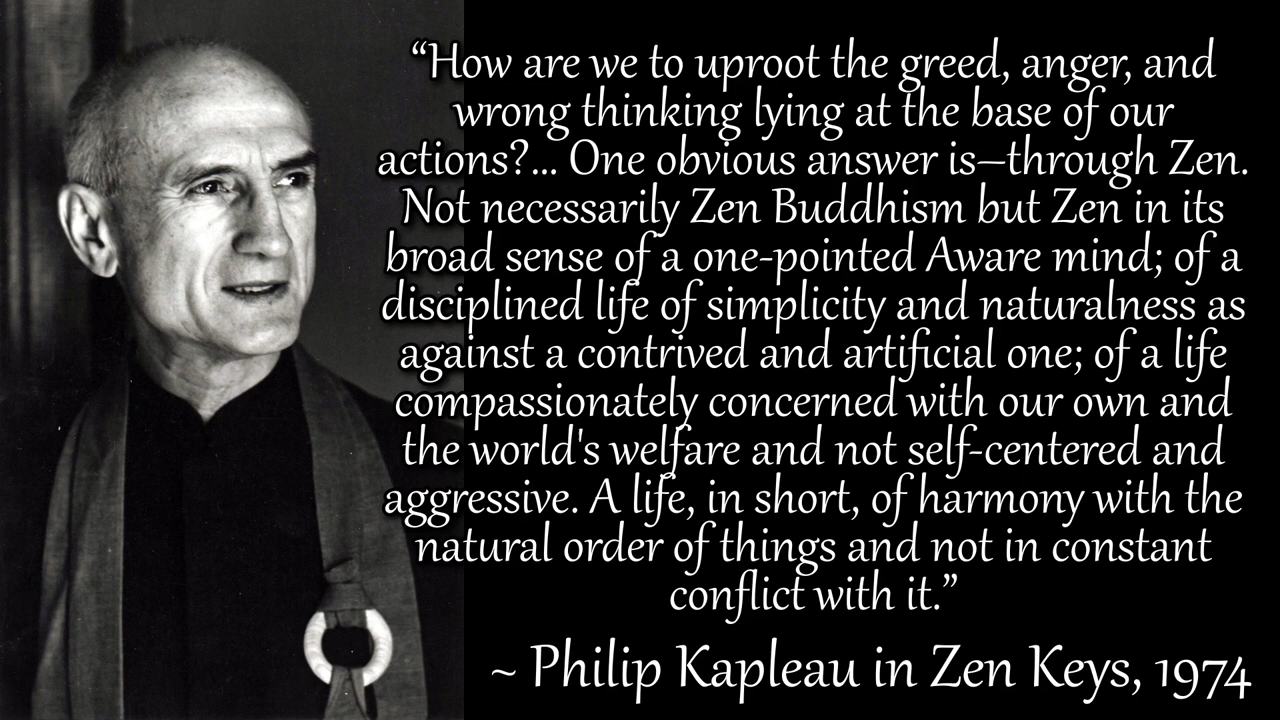 “How are we to uproot the greed, anger, and
wrong thinking lying at the base of our
actions?... One obvious answer is–through Zen.
Not necessarily Zen Buddhism but Zen in its
broad sense of a one-pointed Aware mind; of a
disciplined life of simplicity and naturalness as
against a contrived and artificial one; of a life
compassionately concerned with our own and
the world's welfare and not self-centered and
aggressive. A life, in short, of harmony with the
natural order of things and not in constant
conflict with it.”
~ Philip Kapleau in Zen Keys, 1974